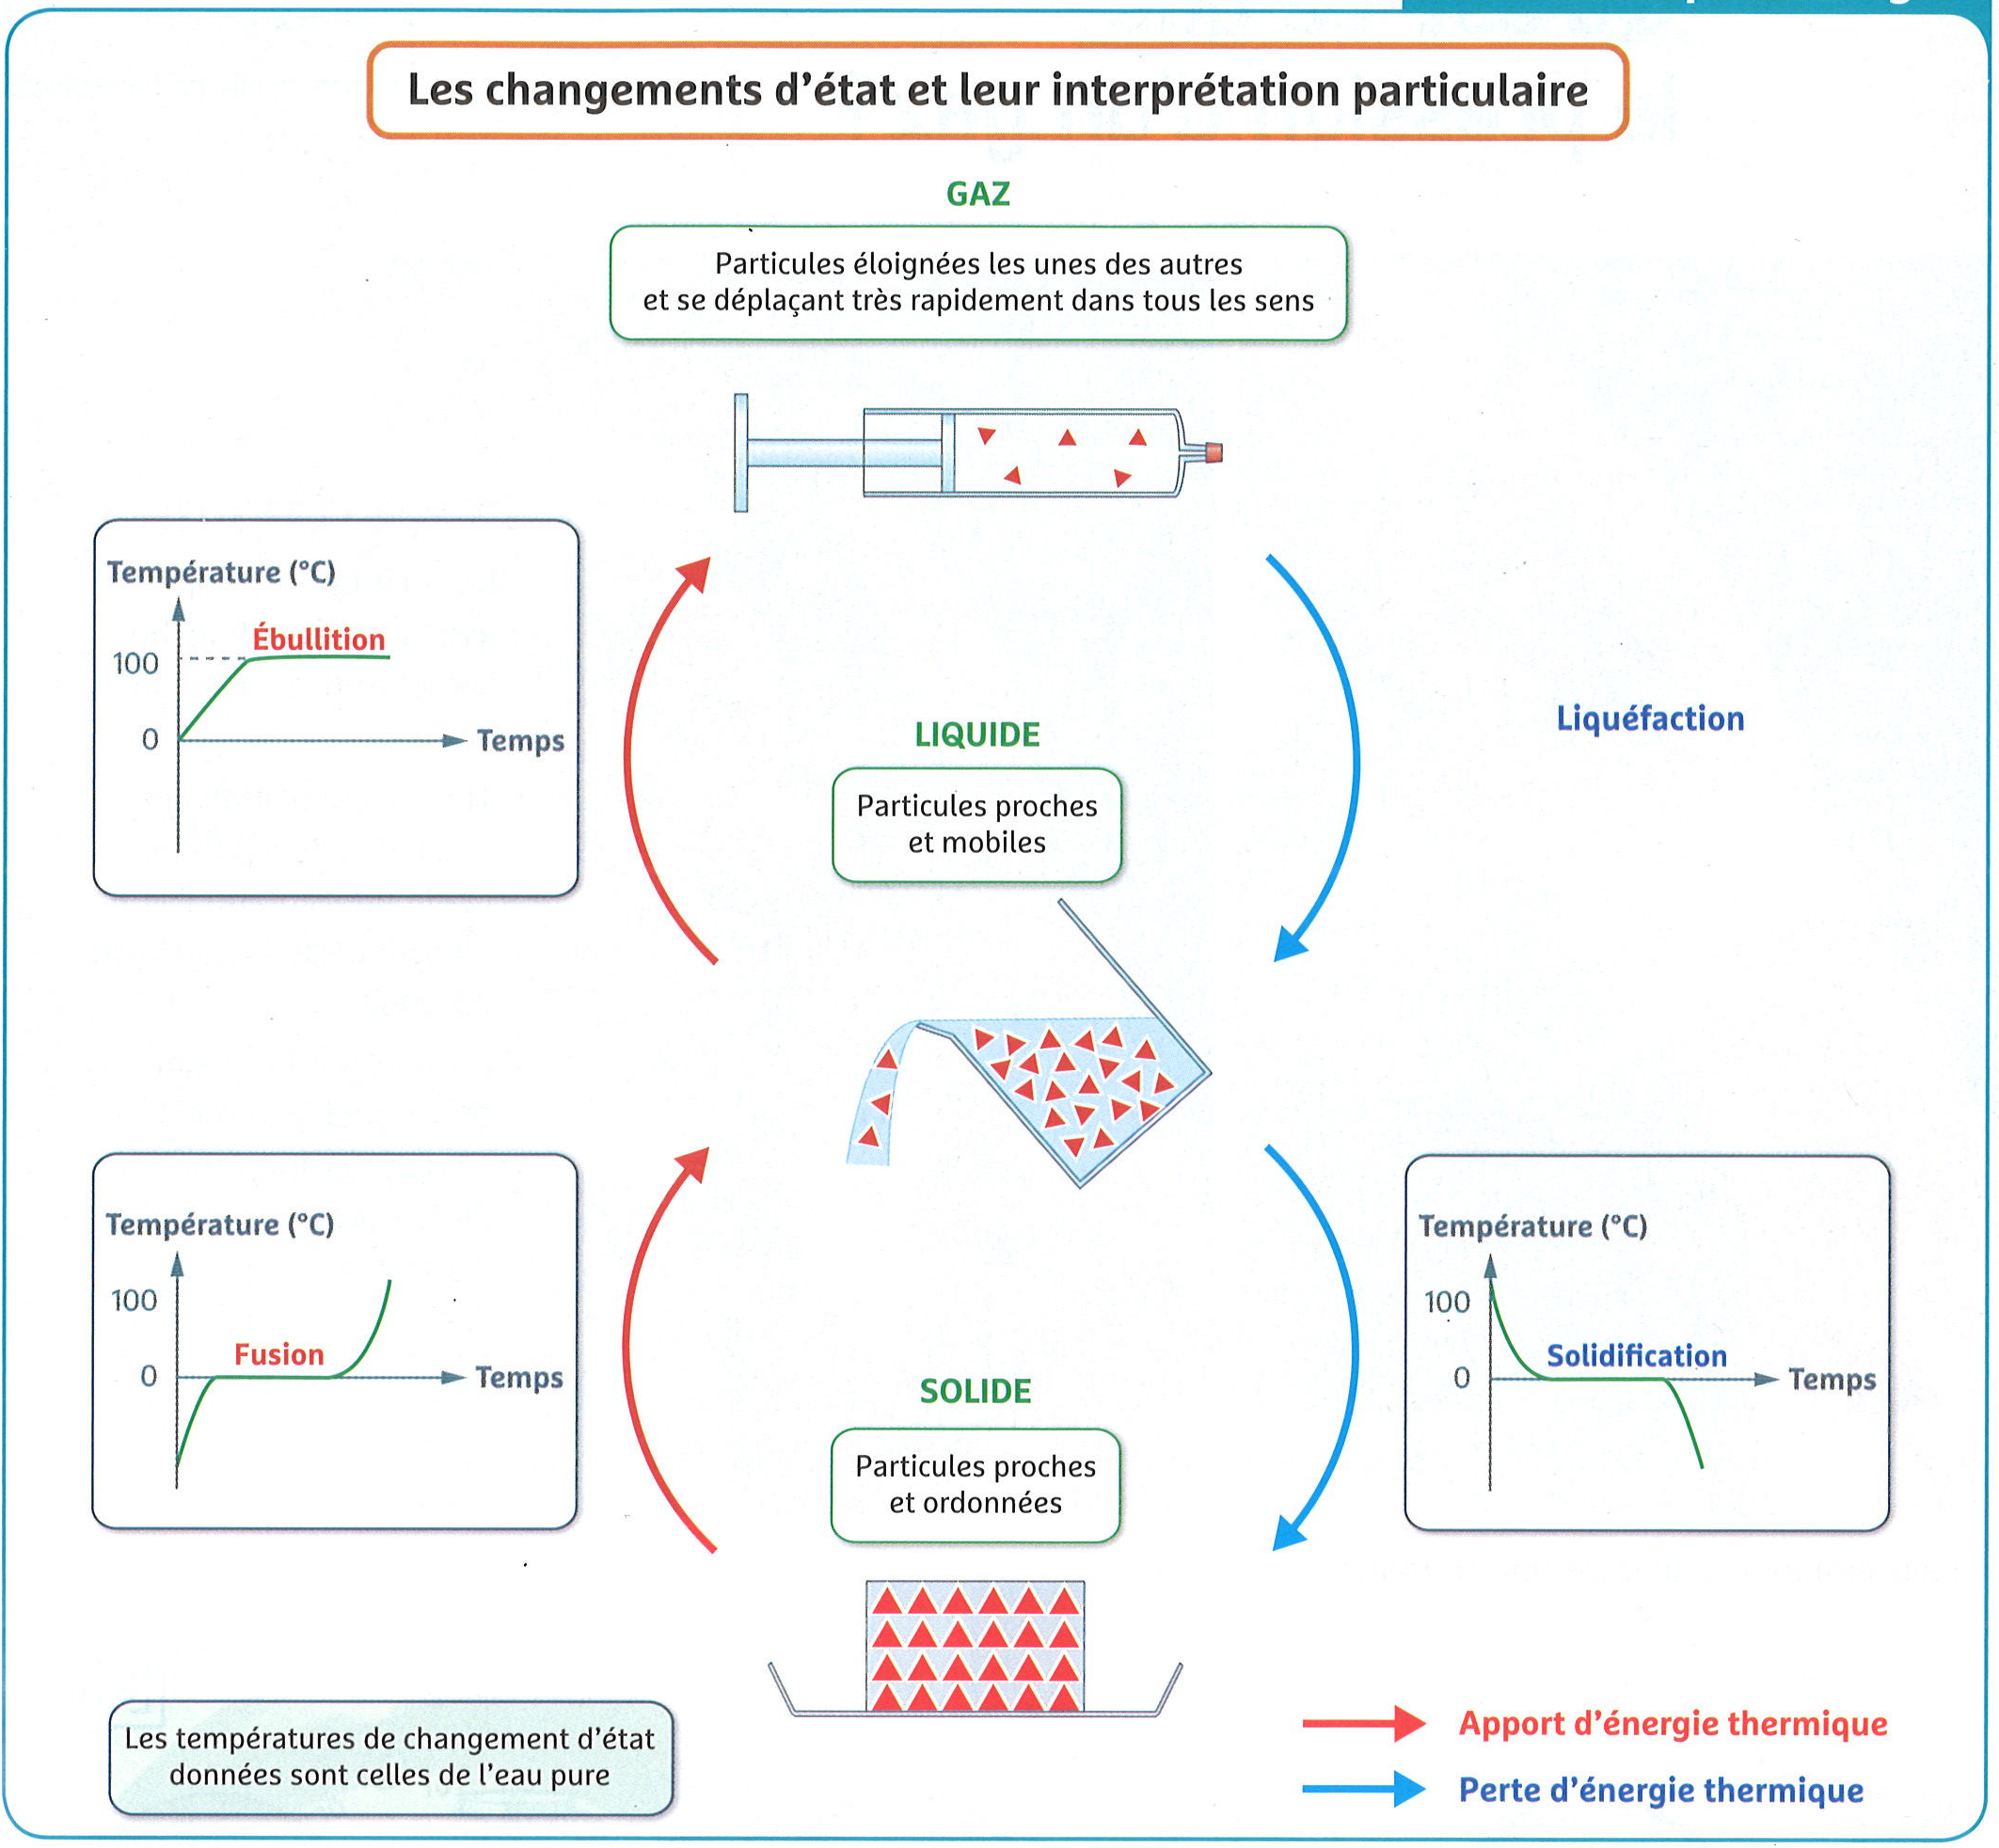 Les changements d'état et leur interprétation particulaire
GAZ
Particules éloignées les unes des autres
et se déplaçant très rapidement dans tous les sens
Température (°C)
Ébullition
100
0
Temps
Liquéfaction
LIQUIDE
Particules proches
et mobiles
Température (°C)
100
Fusion
0
Temps
Température (°C)
100
Solidification
0
Temps
SOLIDE
Particules proches
et ordonnées
Les températures de changement d'état
données sont celles de l'eau pure
Apport d'énergie thermique
Perte d'énergie thermique